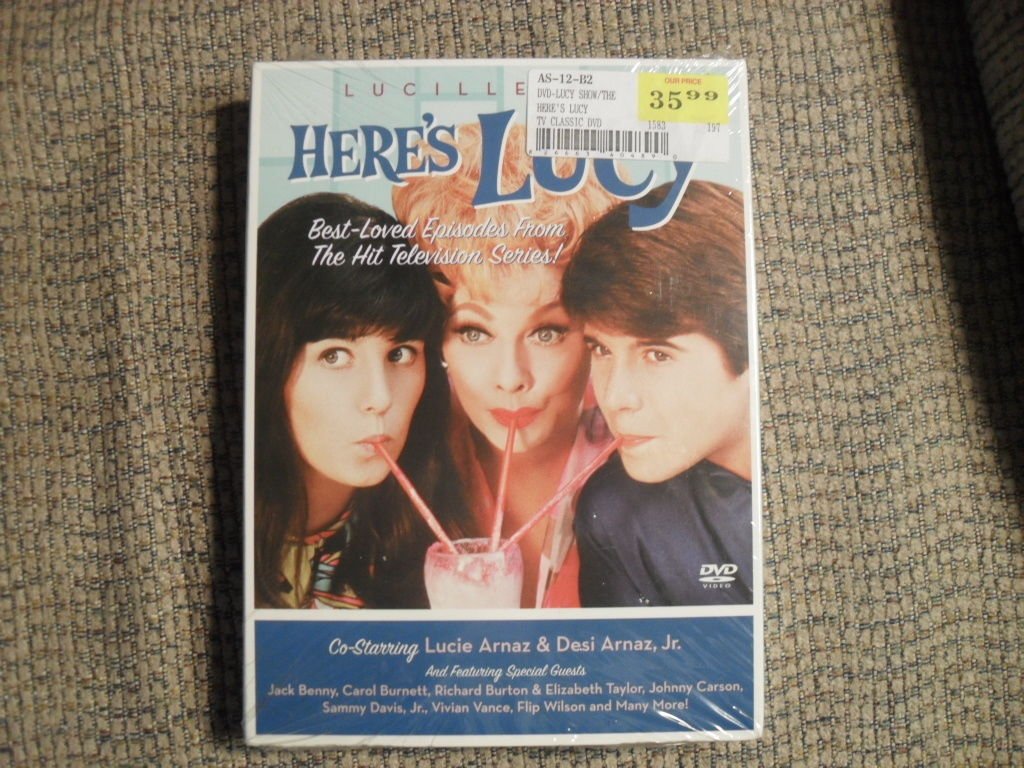 LUCILLE
AS-12-B2
DVD-LUCY SHOW/THE
HERE'S LUCY
TV CLASSIC DVD 1583 197
OUR PRICE
35⁹⁹
HERE'S LUCY
Best-Loved Episodes From
The Hit Television Series!
DVD
VIDEO
Co-Starring Lucie Arnaz & Desi Arnaz, Jr.
And Featuring Special Guests
Jack Benny, Carol Burnett, Richard Burton & Elizabeth Taylor, Johnny Carson,
Sammy Davis, Jr., Vivian Vance, Flip Wilson and Many More!